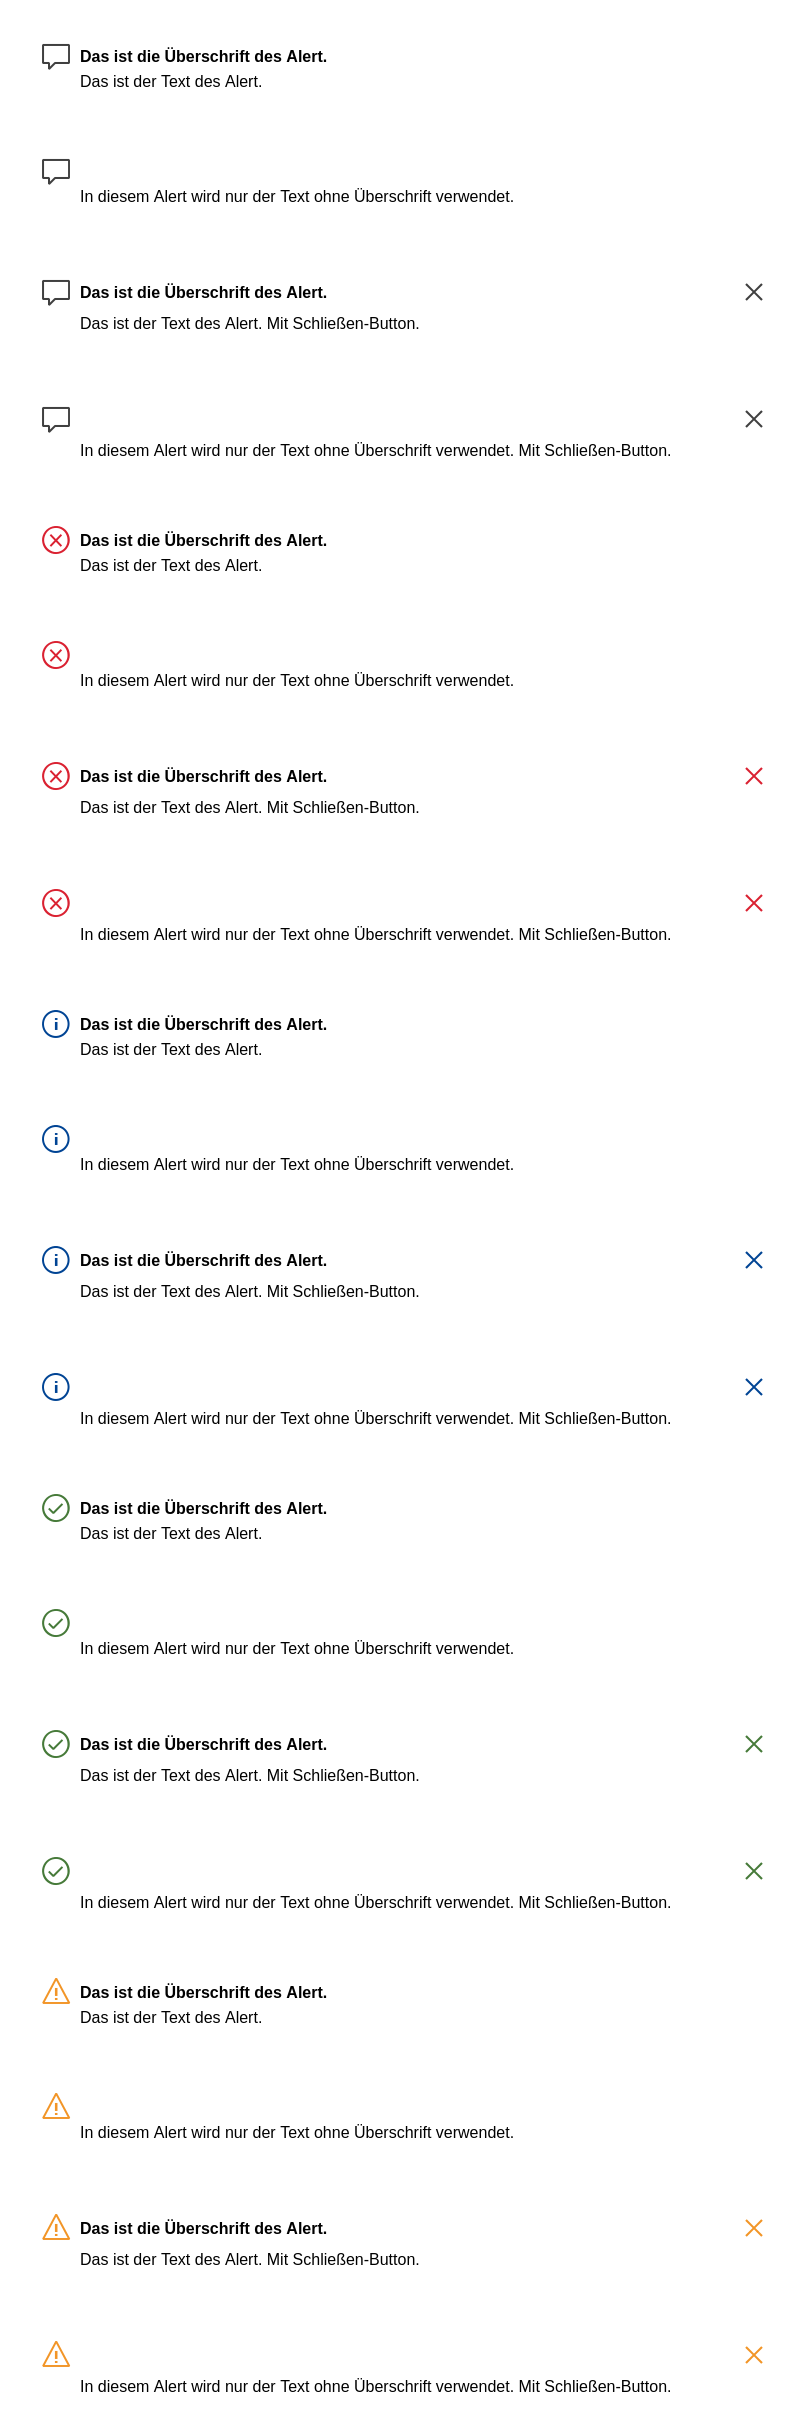 Das ist die Überschrift des Alert.
Das ist der Text des Alert.
In diesem Alert wird nur der Text ohne Überschrift verwendet.
Das ist die Überschrift des Alert.
Das ist der Text des Alert. Mit Schließen-Button.
In diesem Alert wird nur der Text ohne Überschrift verwendet. Mit Schließen-Button.
Das ist die Überschrift des Alert.
Das ist der Text des Alert.
In diesem Alert wird nur der Text ohne Überschrift verwendet.
Das ist die Überschrift des Alert.
Das ist der Text des Alert. Mit Schließen-Button.
In diesem Alert wird nur der Text ohne Überschrift verwendet. Mit Schließen-Button.
Das ist die Überschrift des Alert.
Das ist der Text des Alert.
In diesem Alert wird nur der Text ohne Überschrift verwendet.
Das ist die Überschrift des Alert.
Das ist der Text des Alert. Mit Schließen-Button.
In diesem Alert wird nur der Text ohne Überschrift verwendet. Mit Schließen-Button.
Das ist die Überschrift des Alert.
Das ist der Text des Alert.
In diesem Alert wird nur der Text ohne Überschrift verwendet.
Das ist die Überschrift des Alert.
Das ist der Text des Alert. Mit Schließen-Button.
In diesem Alert wird nur der Text ohne Überschrift verwendet. Mit Schließen-Button.
Das ist die Überschrift des Alert.
Das ist der Text des Alert.
In diesem Alert wird nur der Text ohne Überschrift verwendet.
Das ist die Überschrift des Alert.
Das ist der Text des Alert. Mit Schließen-Button.
In diesem Alert wird nur der Text ohne Überschrift verwendet. Mit Schließen-Button.